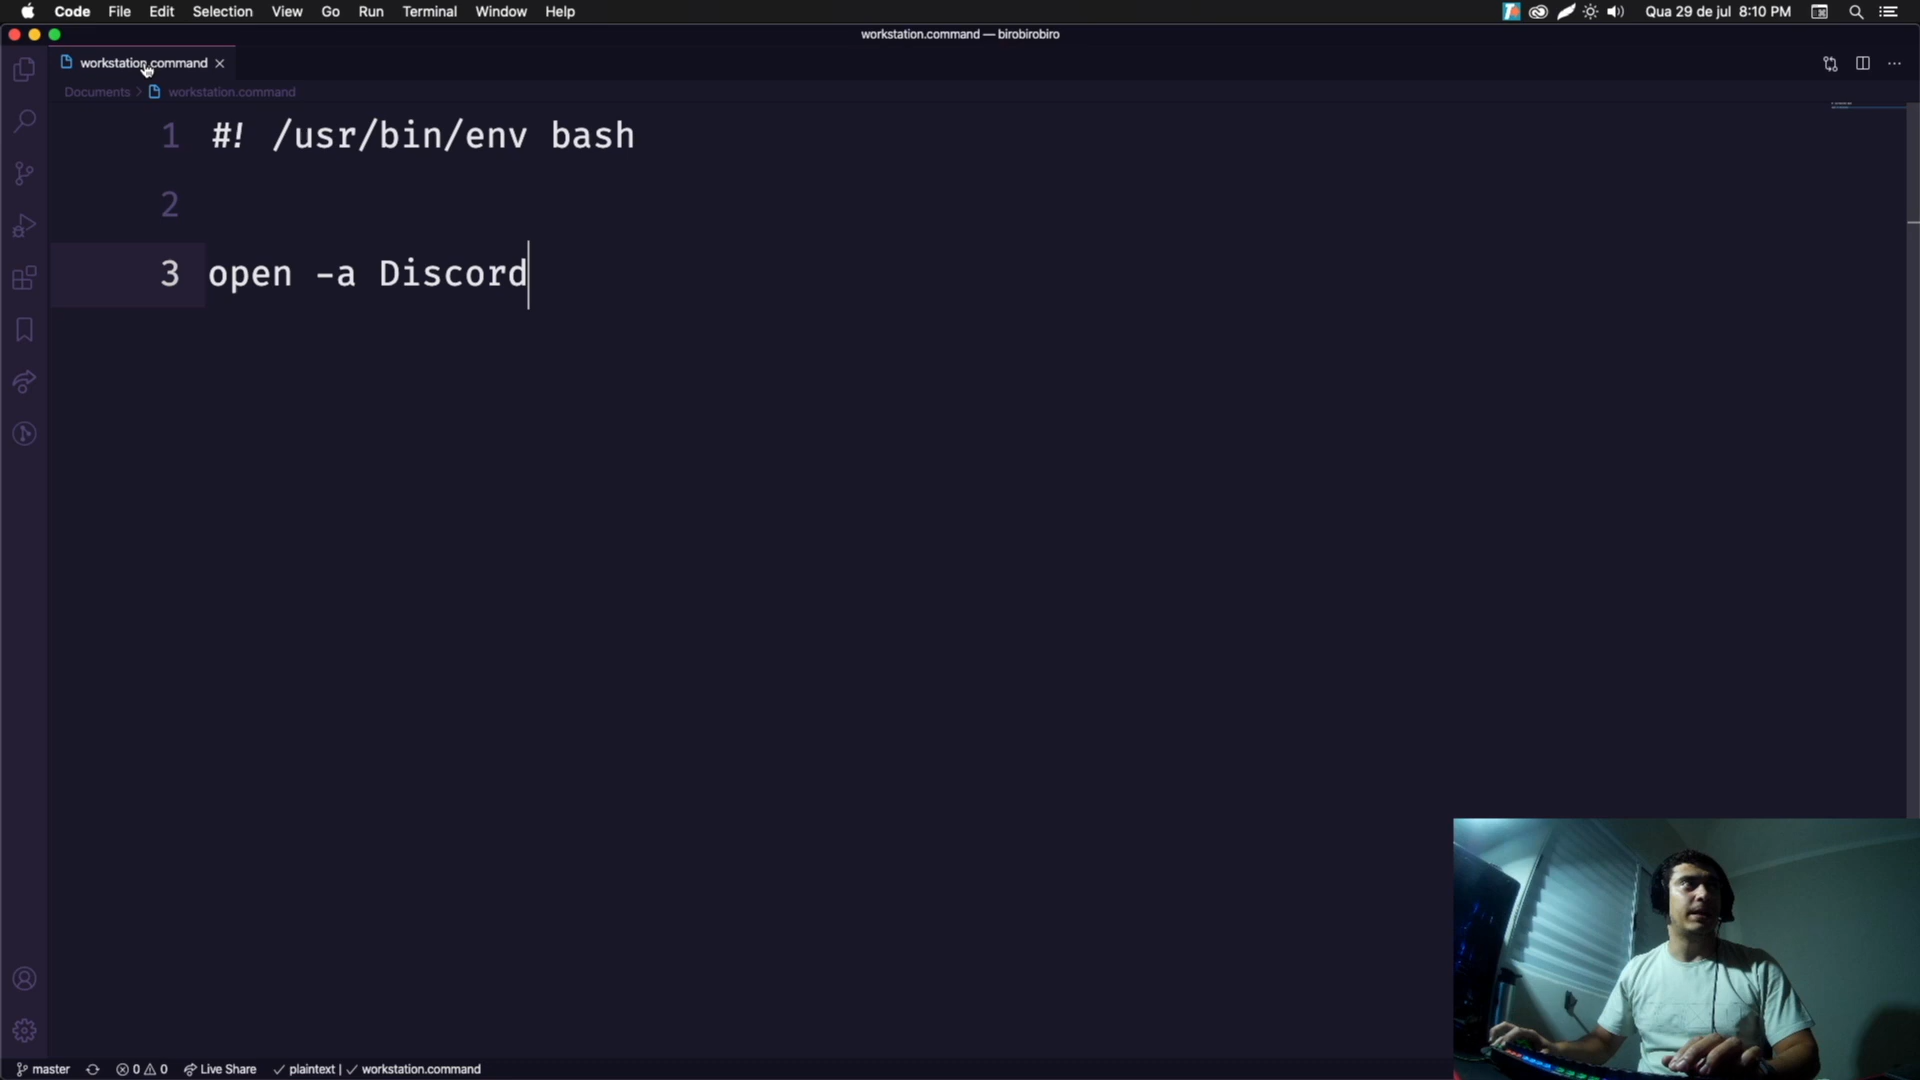 Code File Edit Selection View Go Run Terminal Window Help
Qua 29 de jul 8:10 PM
workstation.command — birobirobiro
workstation.command
Documents > workstation.command
1 #! /usr/bin/env bash
2
3 open -a Discord
master 0 0 Live Share ✓ plaintext | ✓ workstation.command